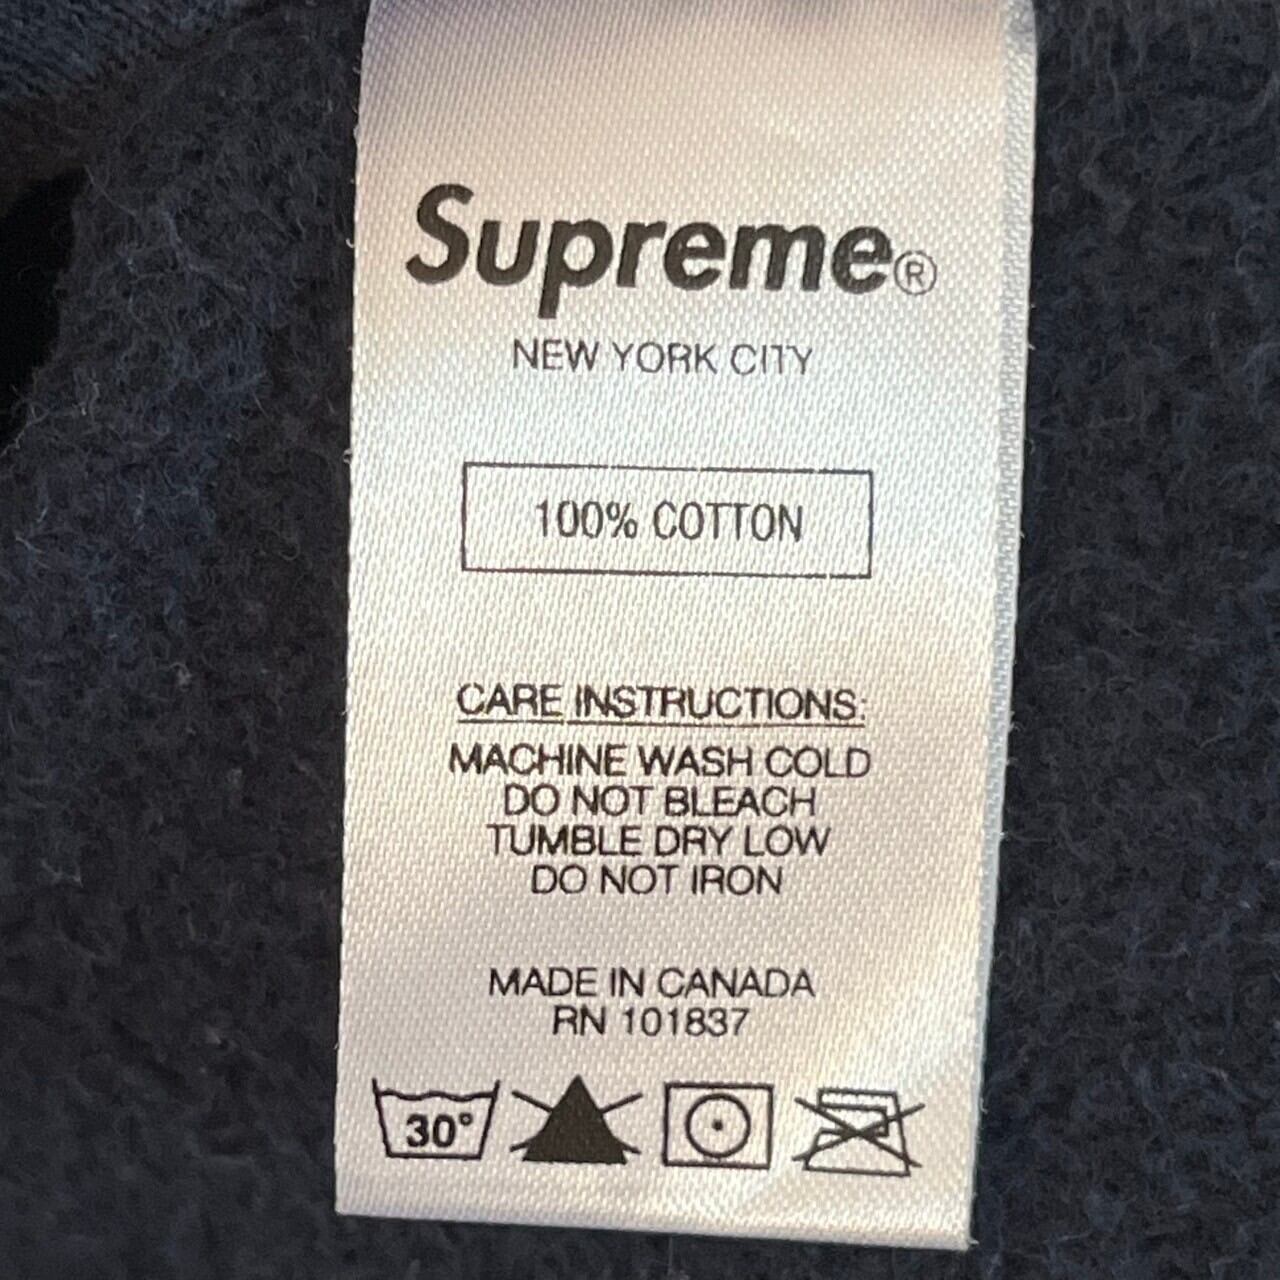 Supreme®
NEW YORK CITY
100% COTTON
CARE INSTRUCTIONS:
MACHINE WASH COLD
DO NOT BLEACH
TUMBLE DRY LOW
DO NOT IRON
MADE IN CANADA
RN 101837
30°